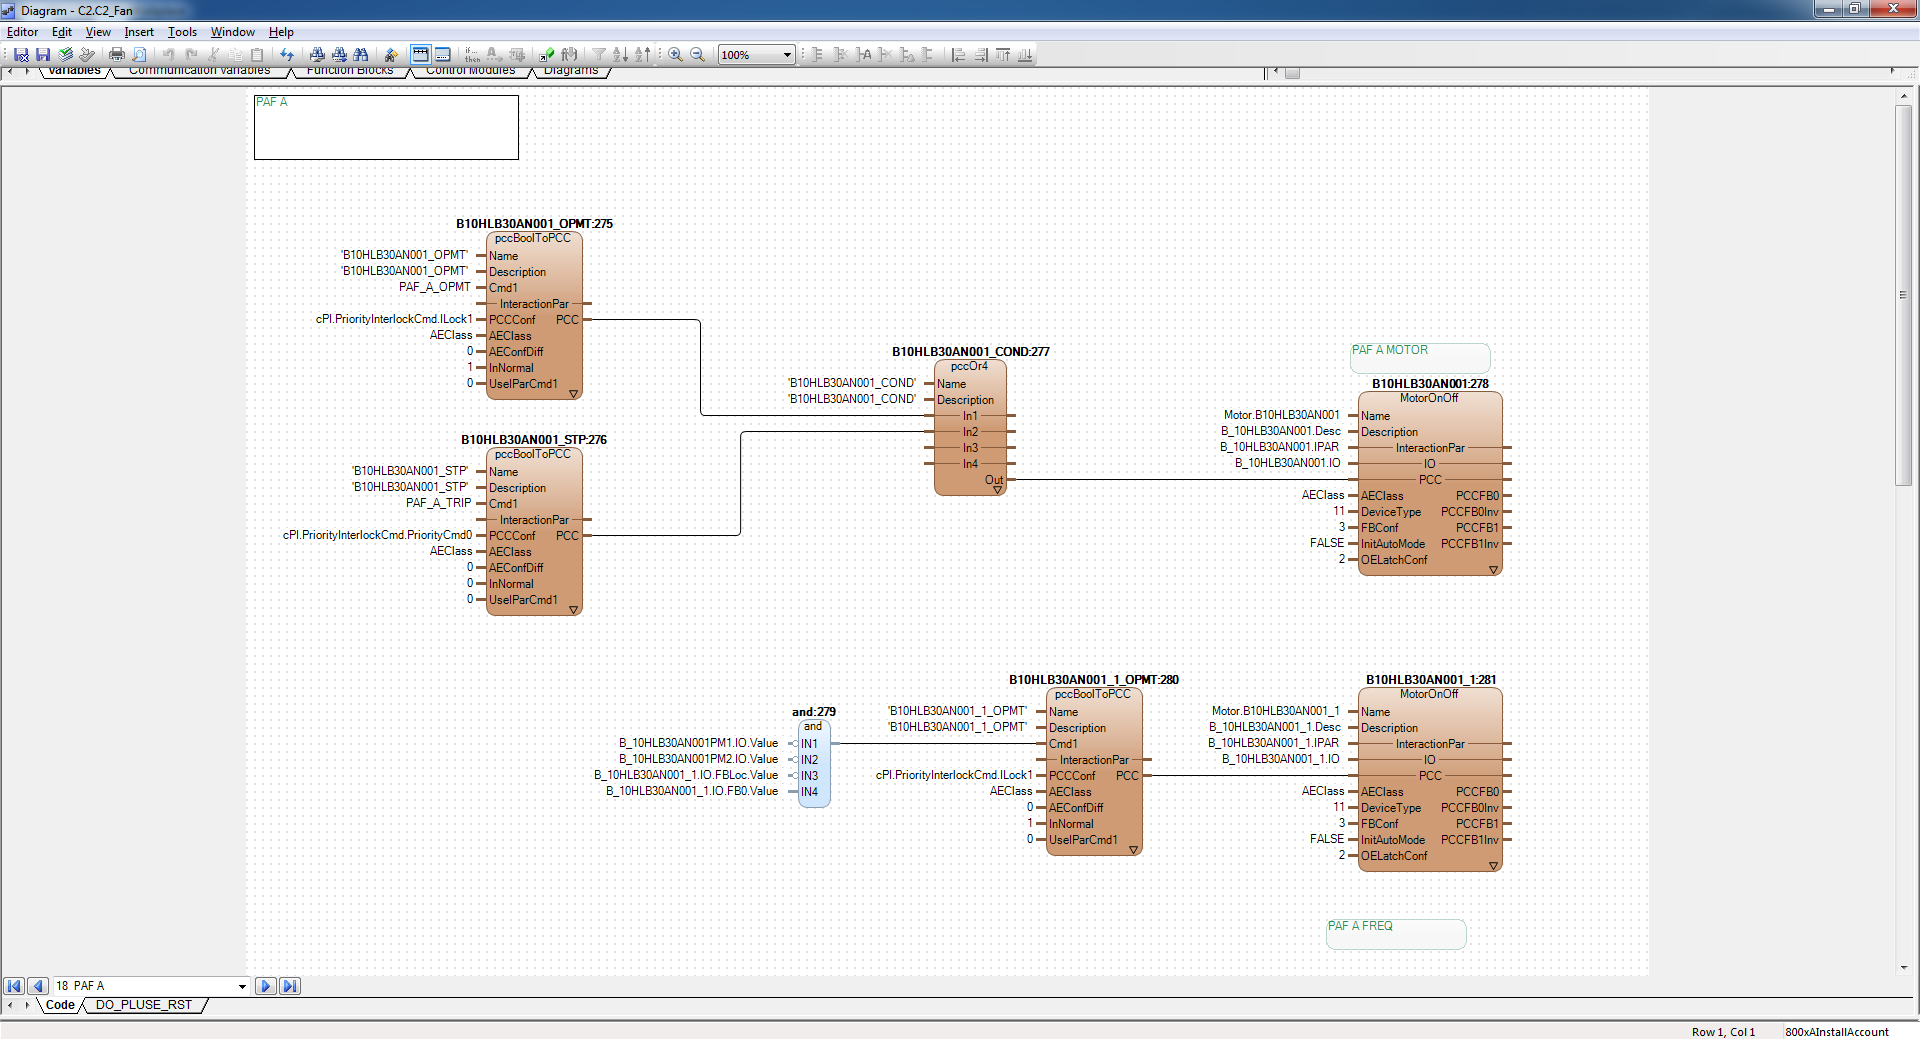 Diagram - C2.C2_Fan
Editor Edit View Insert Tools Window Help
if... then
100%
Variables Communication Variables Function Blocks Control Modules Diagrams
PAF A
B10HLB30AN001_OPMT:275
pccBoolToPCC
'B10HLB30AN001_OPMT' Name
'B10HLB30AN001_OPMT' Description
PAF_A_OPMT Cmd1
InteractionPar
cPI.PriorityInterlockCmd.ILock1 PCCConf PCC
AEClass AEClass
0 AEConfDiff
1 InNormal
0 UseIParCmd1
B10HLB30AN001_STP:276
pccBoolToPCC
'B10HLB30AN001_STP' Name
'B10HLB30AN001_STP' Description
PAF_A_TRIP Cmd1
InteractionPar
cPI.PriorityInterlockCmd.PriorityCmd0 PCCConf PCC
AEClass AEClass
0 AEConfDiff
0 InNormal
0 UseIParCmd1
B10HLB30AN001_COND:277
pccOr4
'B10HLB30AN001_COND' Name
'B10HLB30AN001_COND' Description
In1
In2
In3
In4
Out
PAF A MOTOR
B10HLB30AN001:278
MotorOnOff
Motor.B10HLB30AN001 Name
B_10HLB30AN001.Desc Description
B_10HLB30AN001.IPAR InteractionPar
B_10HLB30AN001.IO IO
PCC
AEClass AEClass PCCFB0
11 DeviceType PCCFB0Inv
3 FBConf PCCFB1
FALSE InitAutoMode PCCFB1Inv
2 OELatchConf
and:279
and
B_10HLB30AN001PM1.IO.Value IN1
B_10HLB30AN001PM2.IO.Value IN2
B_10HLB30AN001_1.IO.FBLoc.Value IN3
B_10HLB30AN001_1.IO.FB0.Value IN4
B10HLB30AN001_1_OPMT:280
pccBoolToPCC
'B10HLB30AN001_1_OPMT' Name
'B10HLB30AN001_1_OPMT' Description
Cmd1
InteractionPar
cPI.PriorityInterlockCmd.ILock1 PCCConf PCC
AEClass AEClass
0 AEConfDiff
1 InNormal
0 UseIParCmd1
B10HLB30AN001_1:281
MotorOnOff
Motor.B10HLB30AN001_1 Name
B_10HLB30AN001_1.Desc Description
B_10HLB30AN001_1.IPAR InteractionPar
B_10HLB30AN001_1.IO IO
PCC
AEClass AEClass PCCFB0
11 DeviceType PCCFB0Inv
3 FBConf PCCFB1
FALSE InitAutoMode PCCFB1Inv
2 OELatchConf
PAF A FREQ
18 PAF A
Code DO_PLUSE_RST
Row 1, Col 1 800xAInstallAccount